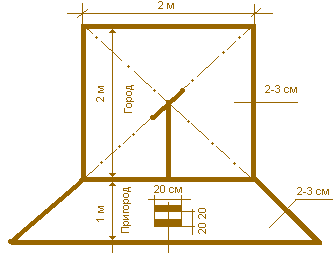 2 м
2 м
Город
2-3 см
1 м
Пригород
20 см
20 20
2-3 см